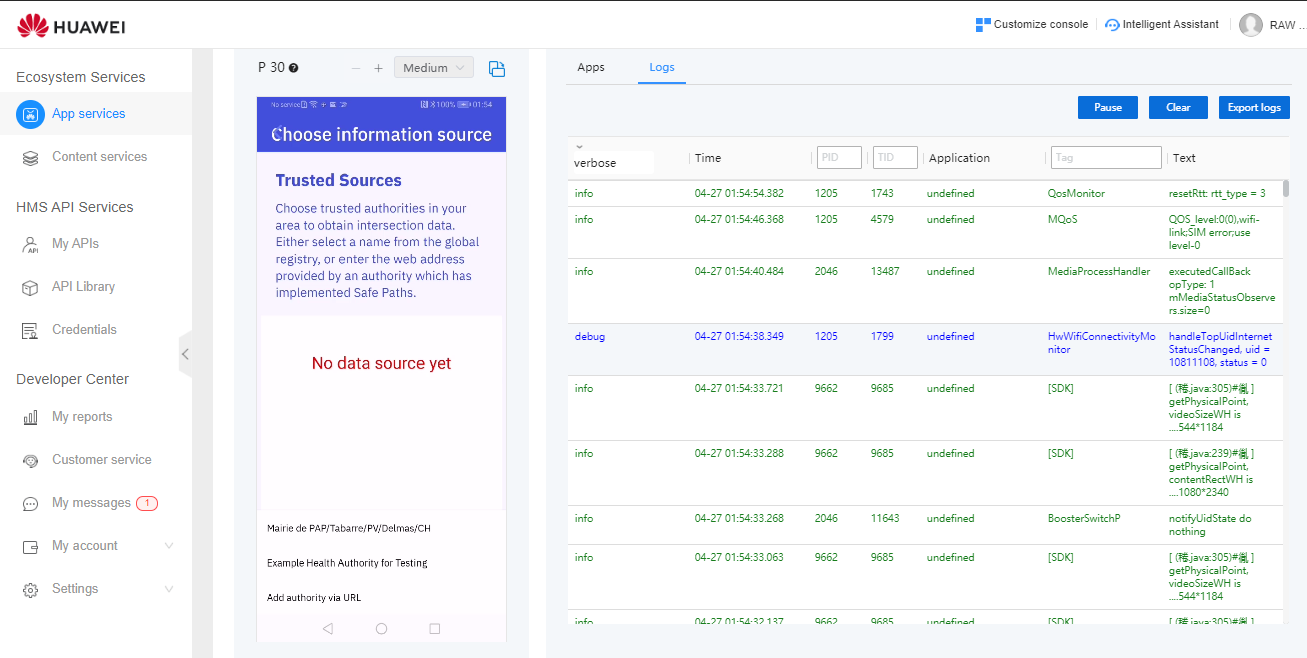 HUAWEI
Customize console
Intelligent Assistant
RAW ...
Ecosystem Services
App services
Content services
HMS API Services
My APIs
API
API Library
Credentials
Developer Center
My reports
Customer service
My messages 1
My account
Settings
P 30 ?
− + Medium
No service 100% 01:54
Choose information source
Trusted Sources
Choose trusted authorities in your
area to obtain intersection data.
Either select a name from the global
registry, or enter the web address
provided by an authority which has
implemented Safe Paths.
No data source yet
Mairie de PAP/Tabarre/PV/Delmas/CH
Example Health Authority for Testing
Add authority via URL
Apps Logs
Pause Clear Export logs
verbose Time PID TID Application Tag Text
info 04-27 01:54:54.382 1205 1743 undefined QosMonitor resetRtt: rtt_type = 3
info 04-27 01:54:46.368 1205 4579 undefined MQoS QOS_level:0(0),wifi-
link;SIM error;use
level-0
info 04-27 01:54:40.484 2046 13487 undefined MediaProcessHandler executedCallBack
opType: 1
mMediaStatusObserve
rs.size=0
debug 04-27 01:54:38.349 1205 1799 undefined HwWifiConnectivityMo handleTopUidInternet
nitor StatusChanged, uid =
10811108, status = 0
info 04-27 01:54:33.721 9662 9685 undefined [SDK] [ (稀.java:305)# ]
getPhysicalPoint,
videoSizeWH is
....544*1184
info 04-27 01:54:33.288 9662 9685 undefined [SDK] [ (稀.java:239)# ]
getPhysicalPoint,
contentRectWH is
....1080*2340
info 04-27 01:54:33.268 2046 11643 undefined BoosterSwitchP notifyUidState do
nothing
info 04-27 01:54:33.063 9662 9685 undefined [SDK] [ (稀.java:305)# ]
getPhysicalPoint,
videoSizeWH is
....544*1184
info 04-27 01:54:32.137 9662 9685 undefined [SDK] [ (稀.java:305)# ]